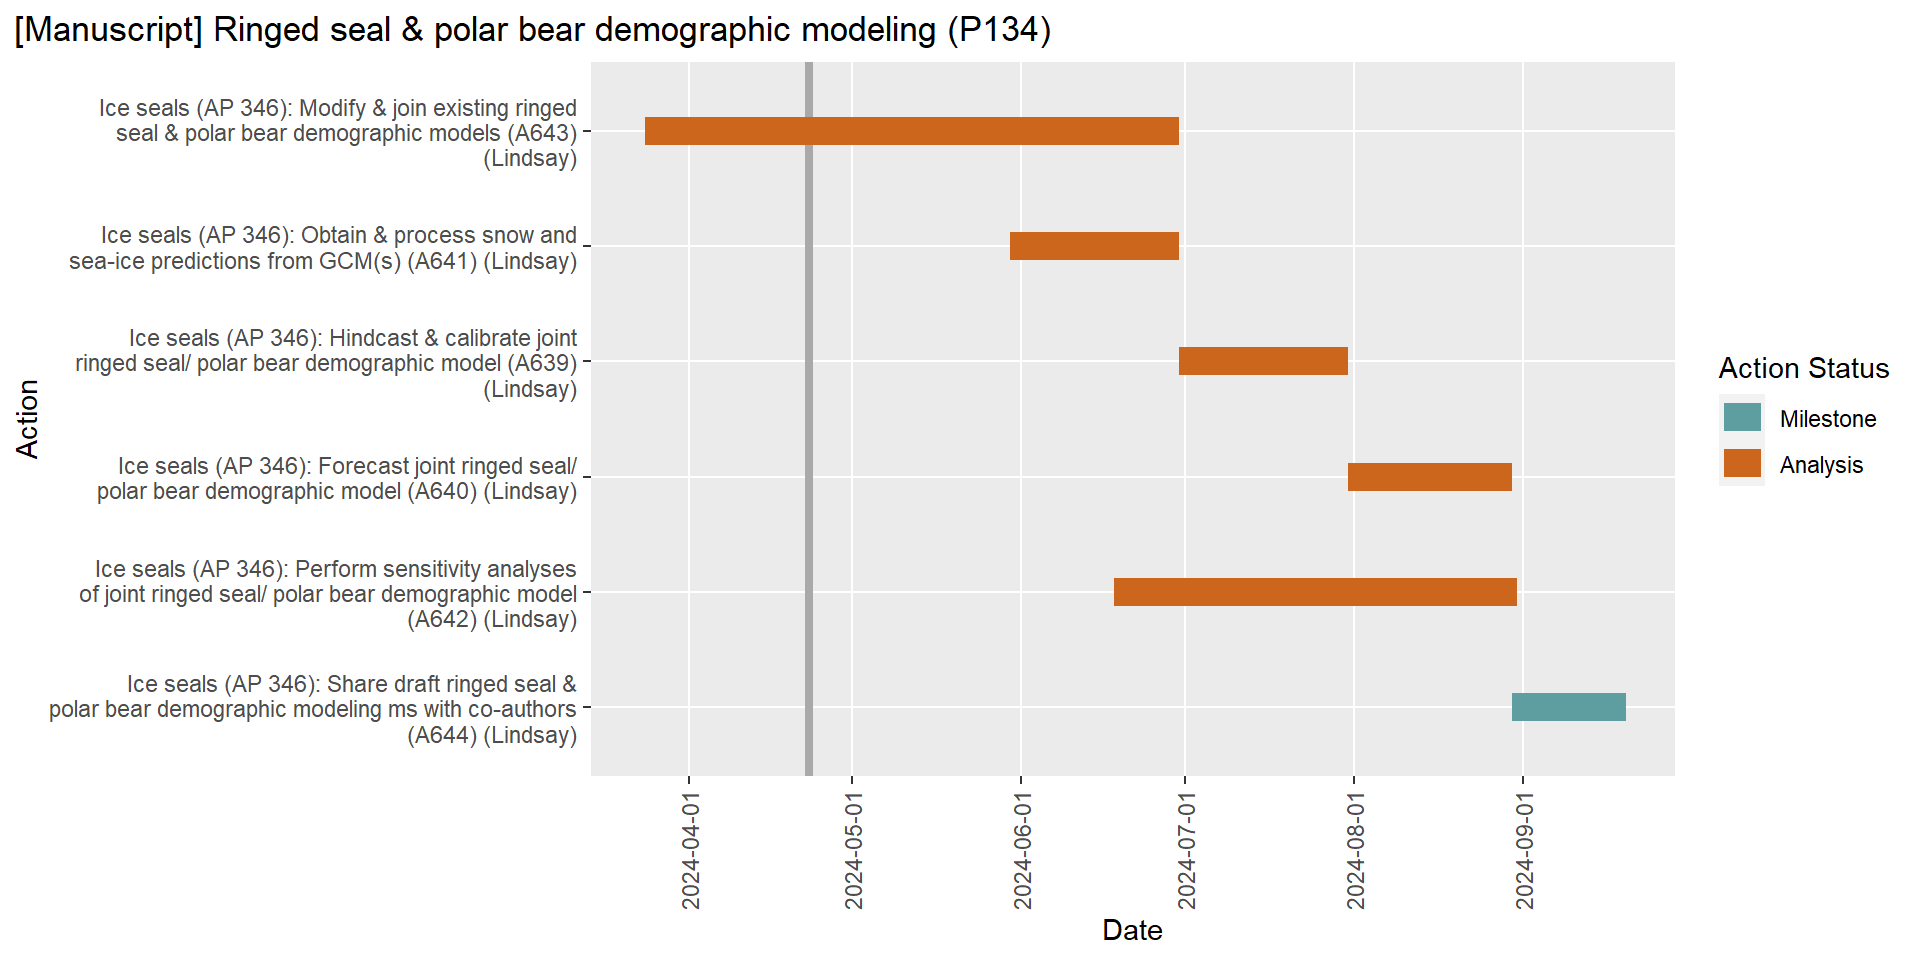 [Manuscript] Ringed seal & polar bear demographic modeling (P134)
Ice seals (AP 346): Modify & join existing ringed
seal & polar bear demographic models (A643)
(Lindsay)
Ice seals (AP 346): Obtain & process snow and
sea-ice predictions from GCM(s) (A641) (Lindsay)
Ice seals (AP 346): Hindcast & calibrate joint
ringed seal/ polar bear demographic model (A639)
(Lindsay)
Ice seals (AP 346): Forecast joint ringed seal/
polar bear demographic model (A640) (Lindsay)
Ice seals (AP 346): Perform sensitivity analyses
of joint ringed seal/ polar bear demographic model
(A642) (Lindsay)
Ice seals (AP 346): Share draft ringed seal &
polar bear demographic modeling ms with co-authors
(A644) (Lindsay)
Action
2024-04-01
2024-05-01
2024-06-01
2024-07-01
2024-08-01
2024-09-01
Date
Action Status
Milestone
Analysis